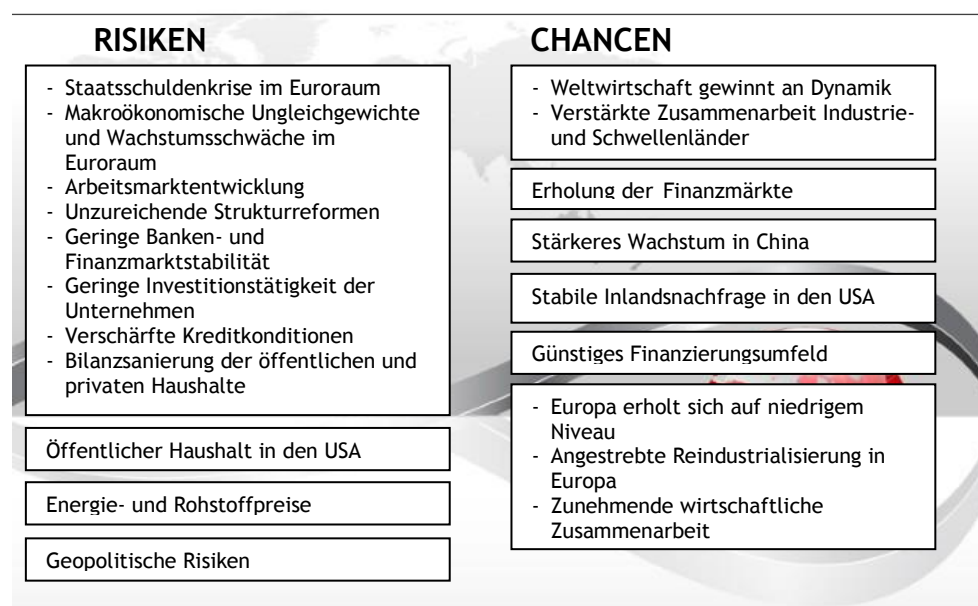 RISIKEN
- Staatsschuldenkrise im Euroraum
- Makroökonomische Ungleichgewichte
und Wachstumsschwäche im
Euroraum
- Arbeitsmarktentwicklung
- Unzureichende Strukturreformen
- Geringe Banken- und
Finanzmarktstabilität
- Geringe Investitionstätigkeit der
Unternehmen
- Verschärfte Kreditkonditionen
- Bilanzsanierung der öffentlichen und
privaten Haushalte
Öffentlicher Haushalt in den USA
Energie- und Rohstoffpreise
Geopolitische Risiken
CHANCEN
- Weltwirtschaft gewinnt an Dynamik
- Verstärkte Zusammenarbeit Industrie-
und Schwellenländer
Erholung der Finanzmärkte
Stärkeres Wachstum in China
Stabile Inlandsnachfrage in den USA
Günstiges Finanzierungsumfeld
- Europa erholt sich auf niedrigem
Niveau
- Angestrebte Reindustrialisierung in
Europa
- Zunehmende wirtschaftliche
Zusammenarbeit